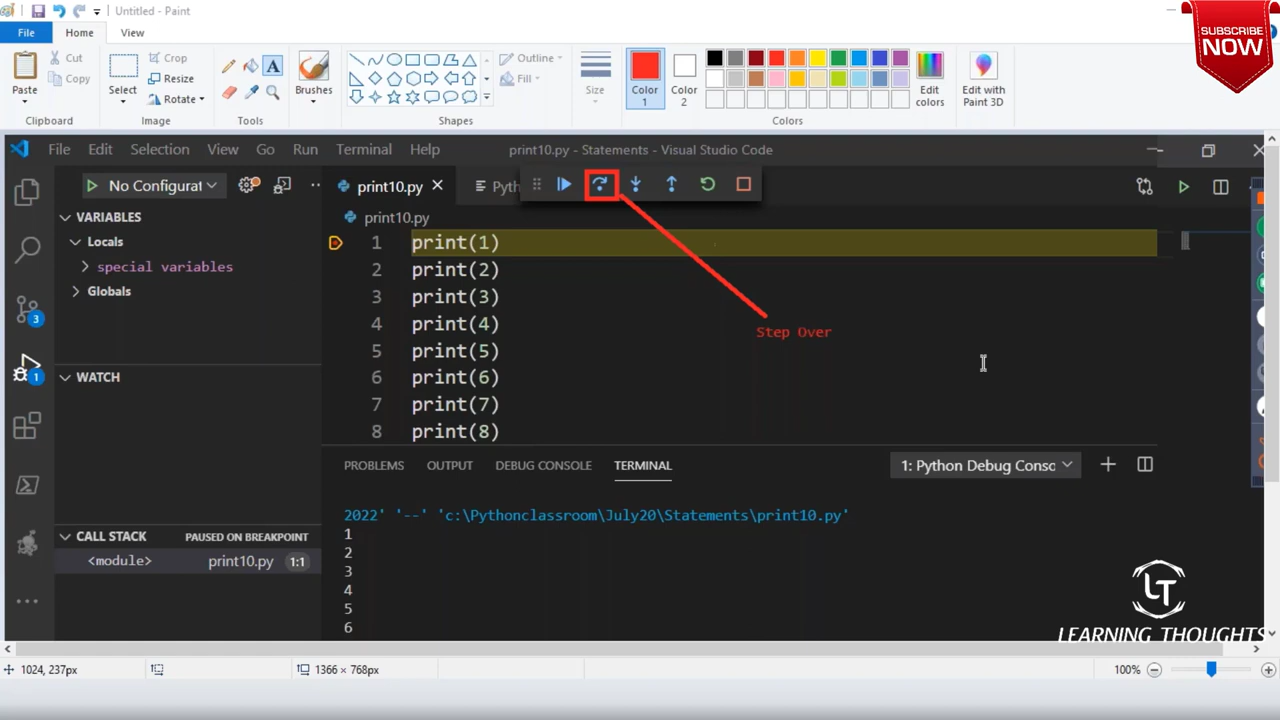 Untitled - Paint
SUBSCRIBE
NOW
File Home View
Paste
Cut
Copy
Clipboard
Select
Crop
Resize
Rotate
Image
A
Tools
Brushes
Shapes
Outline
Fill
Size
Color
1
Color
2
Colors
Edit
colors
Edit with
Paint 3D
File Edit Selection View Go Run Terminal Help
print10.py - Statements - Visual Studio Code
No Configurat
print10.py
Pyth
VARIABLES
Locals
special variables
Globals
3
1
WATCH
print10.py
1 print(1)
2 print(2)
3 print(3)
4 print(4)
5 print(5)
6 print(6)
7 print(7)
8 print(8)
Step Over
PROBLEMS OUTPUT DEBUG CONSOLE TERMINAL
1: Python Debug Consc
2022' '--' 'c:\Pythonclassroom\July20\Statements\print10.py'
1
2
3
4
5
6
CALL STACK PAUSED ON BREAKPOINT
<module> print10.py 1:1
LT
LEARNING THOUGHTS
1024, 237px
1366 × 768px
100%